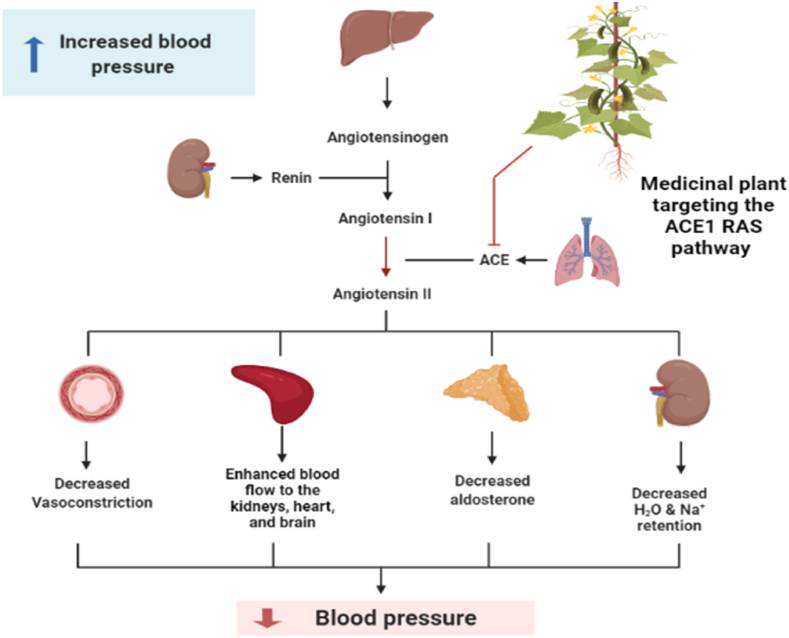 Increased blood
pressure
Angiotensinogen
Renin
Angiotensin I
Medicinal plant
targeting the
ACE1 RAS
pathway
ACE
Angiotensin II
Decreased
Vasoconstriction
Enhanced blood
flow to the
kidneys, heart,
and brain
Decreased
aldosterone
Decreased
H₂O & Na⁺
retention
Blood pressure